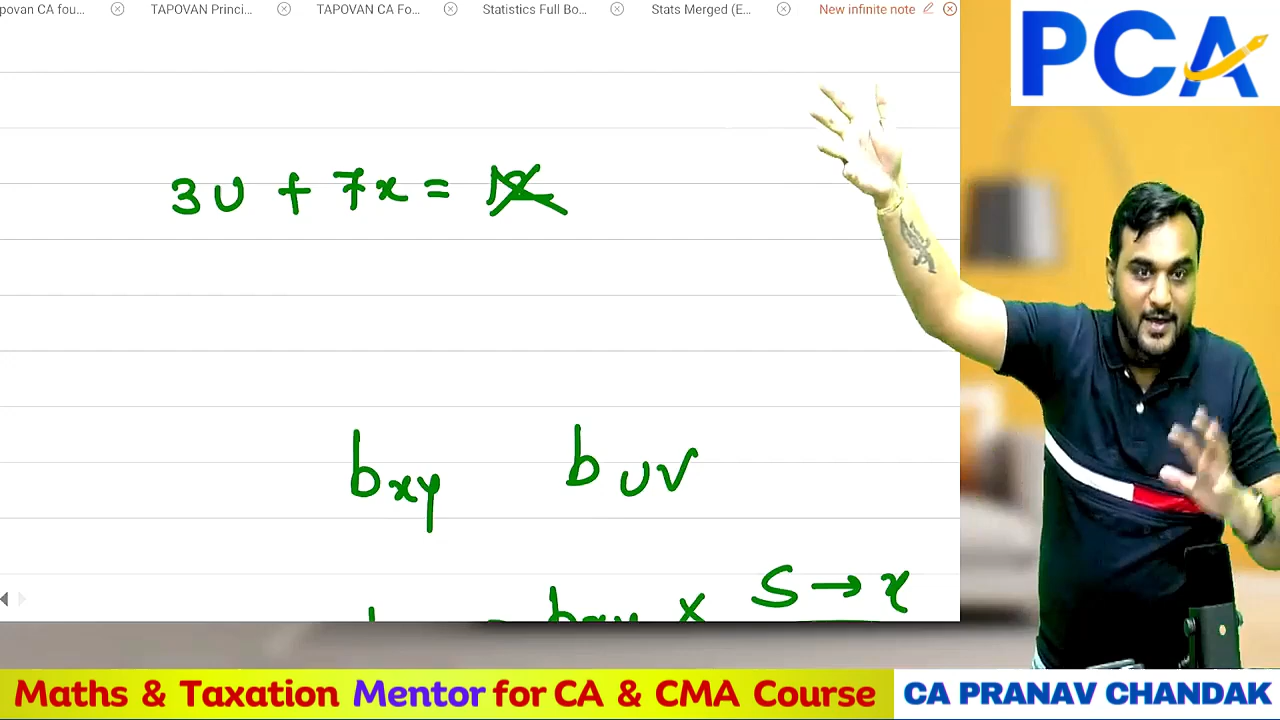 povan CA fou... TAPOVAN Princi... TAPOVAN CA Fo... Statistics Full Bo... Stats Merged (E... New infinite note
PCA
3U + 7x =
bxy buv
S → x
bxy ×
Maths & Taxation Mentor for CA & CMA Course
CA PRANAV CHANDAK